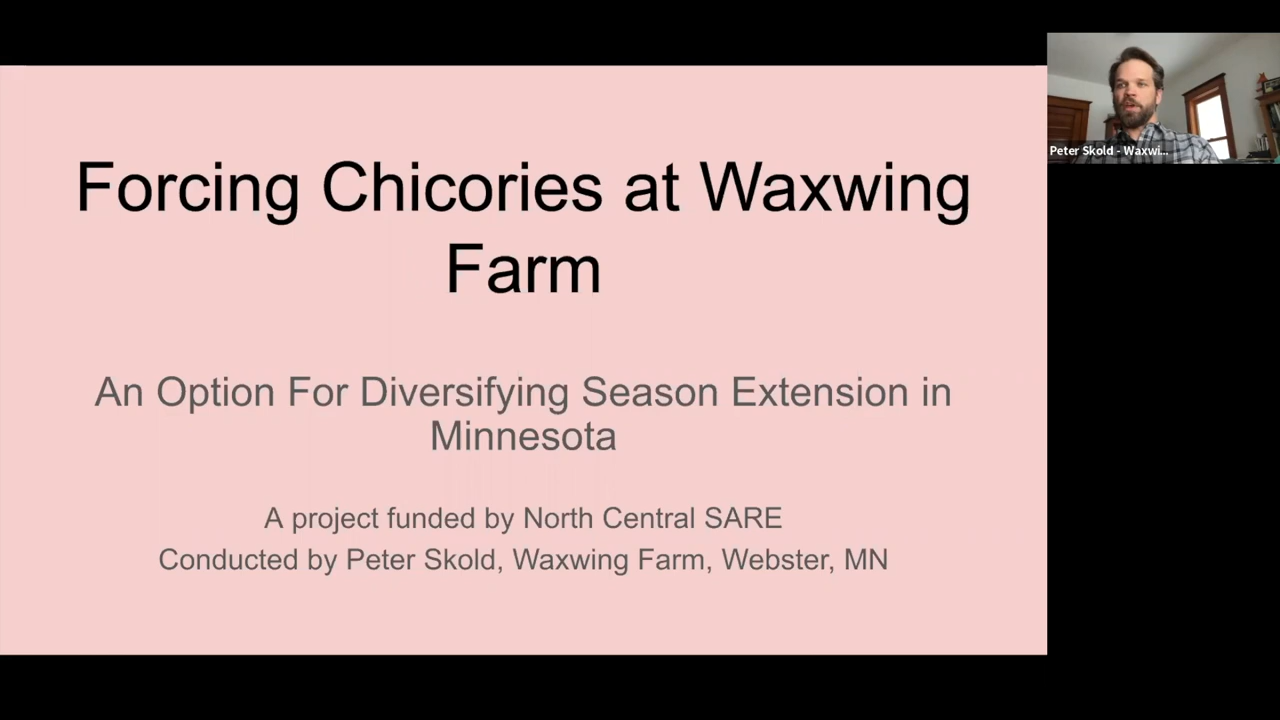 Forcing Chicories at Waxwing
Farm
An Option For Diversifying Season Extension in
Minnesota
A project funded by North Central SARE
Conducted by Peter Skold, Waxwing Farm, Webster, MN
Peter Skold - Waxwi...